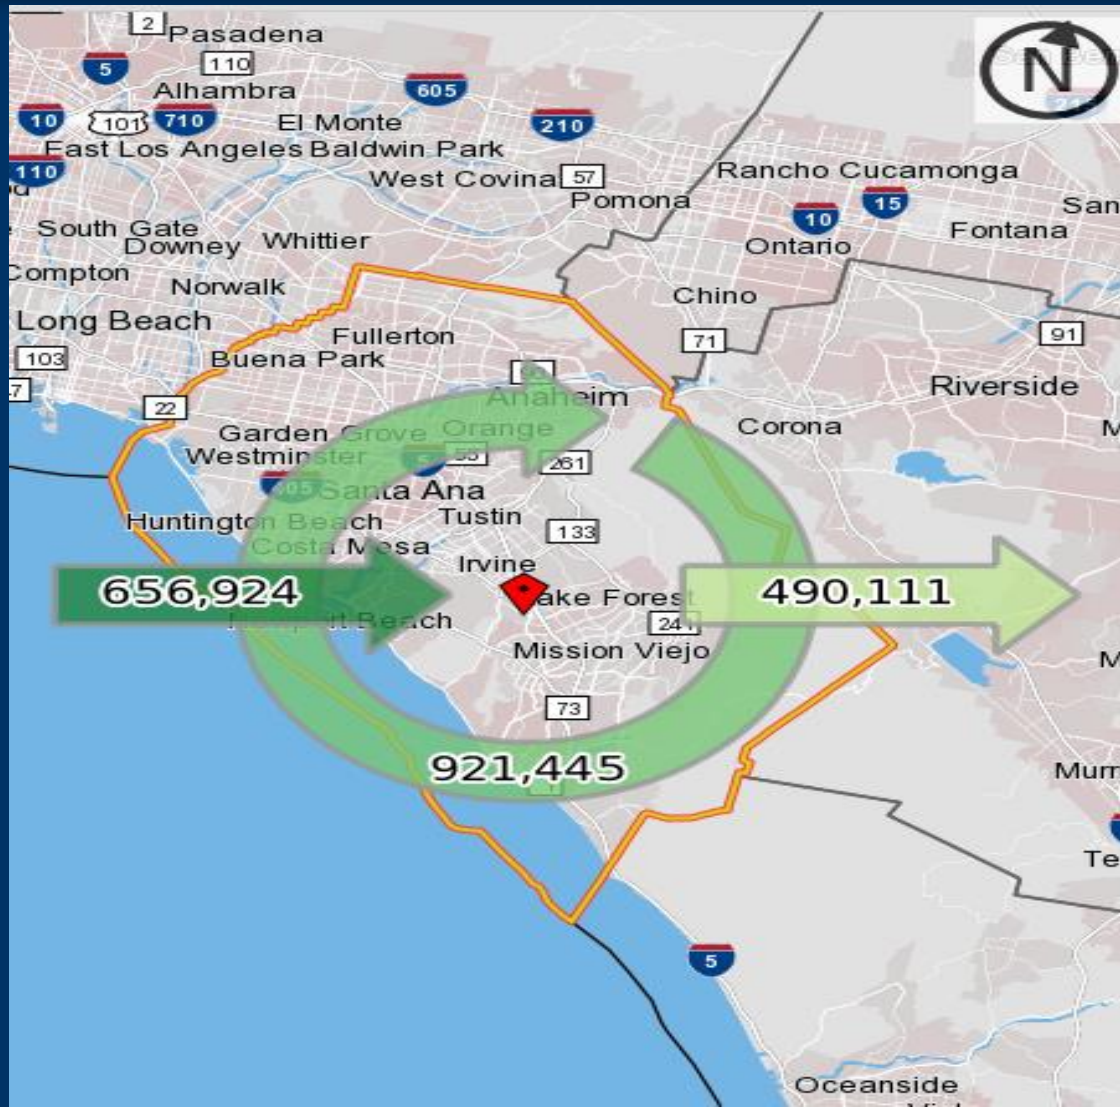 2
Pasadena
5
110
N
Alhambra
605
10
101
710
El Monte
210
East Los Angeles
Baldwin Park
110
West Covina
57
Rancho Cucamonga
Pomona
15
10
San
South Gate
Fontana
Downey
Whittier
Ontario
Compton
Norwalk
Chino
Long Beach
Fullerton
71
91
103
Buena Park
Riverside
Anaheim
22
Corona
Garden Grove
Orange
Westminster
55
261
5
405
Santa Ana
Huntington Beach
Tustin
133
Costa Mesa
Irvine
656,924
Lake Forest
490,111
Beach
241
Mission Viejo
73
921,445
Murr
Te
5
Oceanside